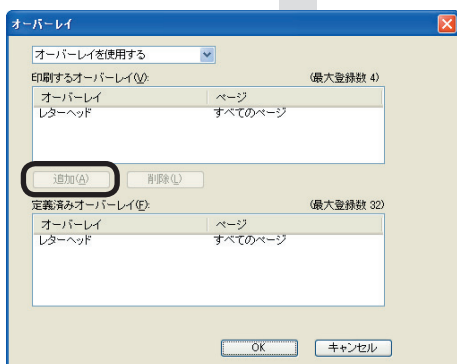 オーバーレイ
オーバーレイを使用する
印刷するオーバーレイ(V): (最大登録数 4)
オーバーレイ ページ
レターヘッド すべてのページ
追加(A) 削除(L)
定義済みオーバーレイ(F): (最大登録数 32)
オーバーレイ ページ
レターヘッド すべてのページ
OK キャンセル